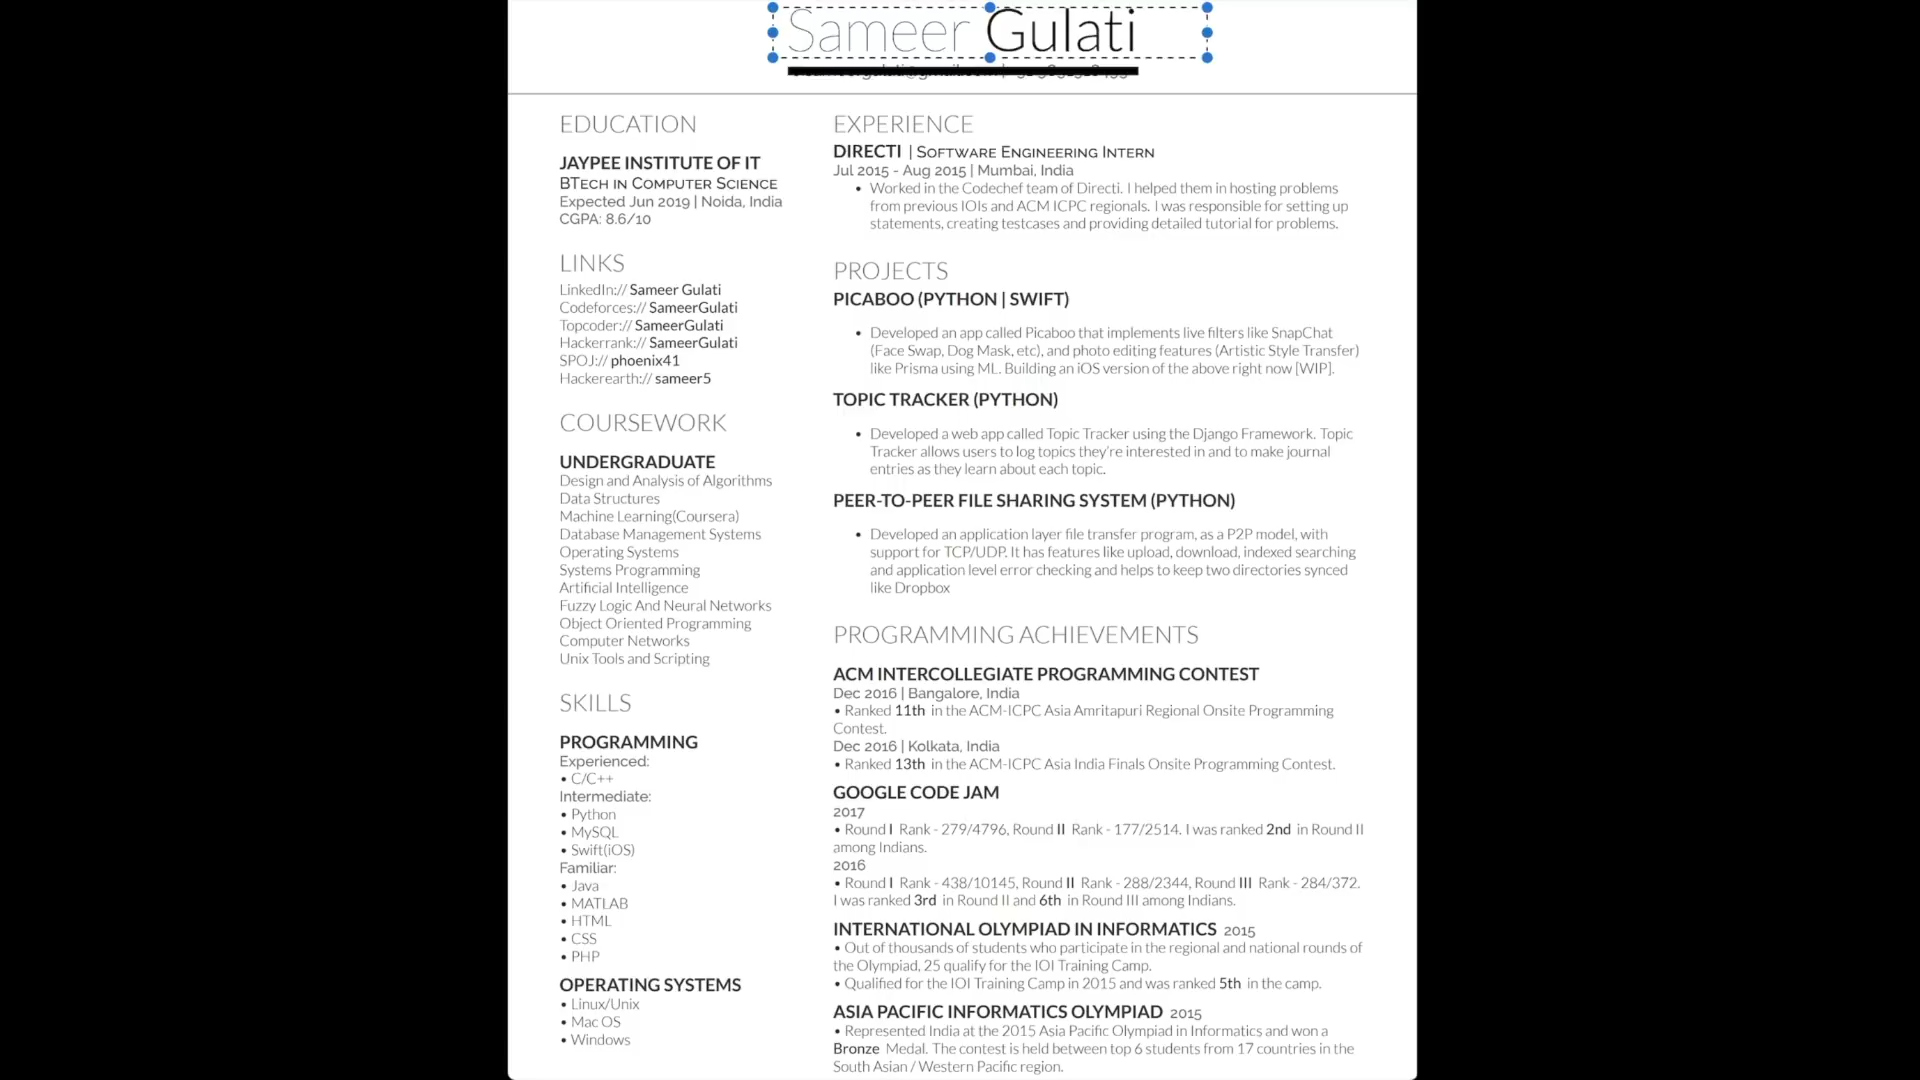 Sameer Gulati
EDUCATION
JAYPEE INSTITUTE OF IT
BTECH IN COMPUTER SCIENCE
Expected Jun 2019 | Noida, India
CGPA: 8.6/10
LINKS
LinkedIn:// Sameer Gulati
Codeforces:// SameerGulati
Topcoder:// SameerGulati
Hackerrank:// SameerGulati
SPOJ:// phoenix41
Hackerearth:// sameer5
COURSEWORK
UNDERGRADUATE
Design and Analysis of Algorithms
Data Structures
Machine Learning(Coursera)
Database Management Systems
Operating Systems
Systems Programming
Artificial Intelligence
Fuzzy Logic And Neural Networks
Object Oriented Programming
Computer Networks
Unix Tools and Scripting
SKILLS
PROGRAMMING
Experienced:
• C/C++
Intermediate:
• Python
• MySQL
• Swift(iOS)
Familiar:
• Java
• MATLAB
• HTML
• CSS
• PHP
OPERATING SYSTEMS
• Linux/Unix
• Mac OS
• Windows
EXPERIENCE
DIRECTI | SOFTWARE ENGINEERING INTERN
Jul 2015 - Aug 2015 | Mumbai, India
• Worked in the Codechef team of Directi. I helped them in hosting problems
from previous IOIs and ACM ICPC regionals. I was responsible for setting up
statements, creating testcases and providing detailed tutorial for problems.
PROJECTS
PICABOO (PYTHON | SWIFT)
• Developed an app called Picaboo that implements live filters like SnapChat
(Face Swap, Dog Mask, etc), and photo editing features (Artistic Style Transfer)
like Prisma using ML. Building an iOS version of the above right now [WIP].
TOPIC TRACKER (PYTHON)
• Developed a web app called Topic Tracker using the Django Framework. Topic
Tracker allows users to log topics they're interested in and to make journal
entries as they learn about each topic.
PEER-TO-PEER FILE SHARING SYSTEM (PYTHON)
• Developed an application layer file transfer program, as a P2P model, with
support for TCP/UDP. It has features like upload, download, indexed searching
and application level error checking and helps to keep two directories synced
like Dropbox
PROGRAMMING ACHIEVEMENTS
ACM INTERCOLLEGIATE PROGRAMMING CONTEST
Dec 2016 | Bangalore, India
• Ranked 11th in the ACM-ICPC Asia Amritapuri Regional Onsite Programming
Contest.
Dec 2016 | Kolkata, India
• Ranked 13th in the ACM-ICPC Asia India Finals Onsite Programming Contest.
GOOGLE CODE JAM
2017
• Round I Rank - 279/4796, Round II Rank - 177/2514. I was ranked 2nd in Round II
among Indians.
2016
• Round I Rank - 438/10145, Round II Rank - 288/2344, Round III Rank - 284/372.
I was ranked 3rd in Round II and 6th in Round III among Indians.
INTERNATIONAL OLYMPIAD IN INFORMATICS 2015
• Out of thousands of students who participate in the regional and national rounds of
the Olympiad, 25 qualify for the IOI Training Camp.
• Qualified for the IOI Training Camp in 2015 and was ranked 5th in the camp.
ASIA PACIFIC INFORMATICS OLYMPIAD 2015
• Represented India at the 2015 Asia Pacific Olympiad in Informatics and won a
Bronze Medal. The contest is held between top 6 students from 17 countries in the
South Asian / Western Pacific region.